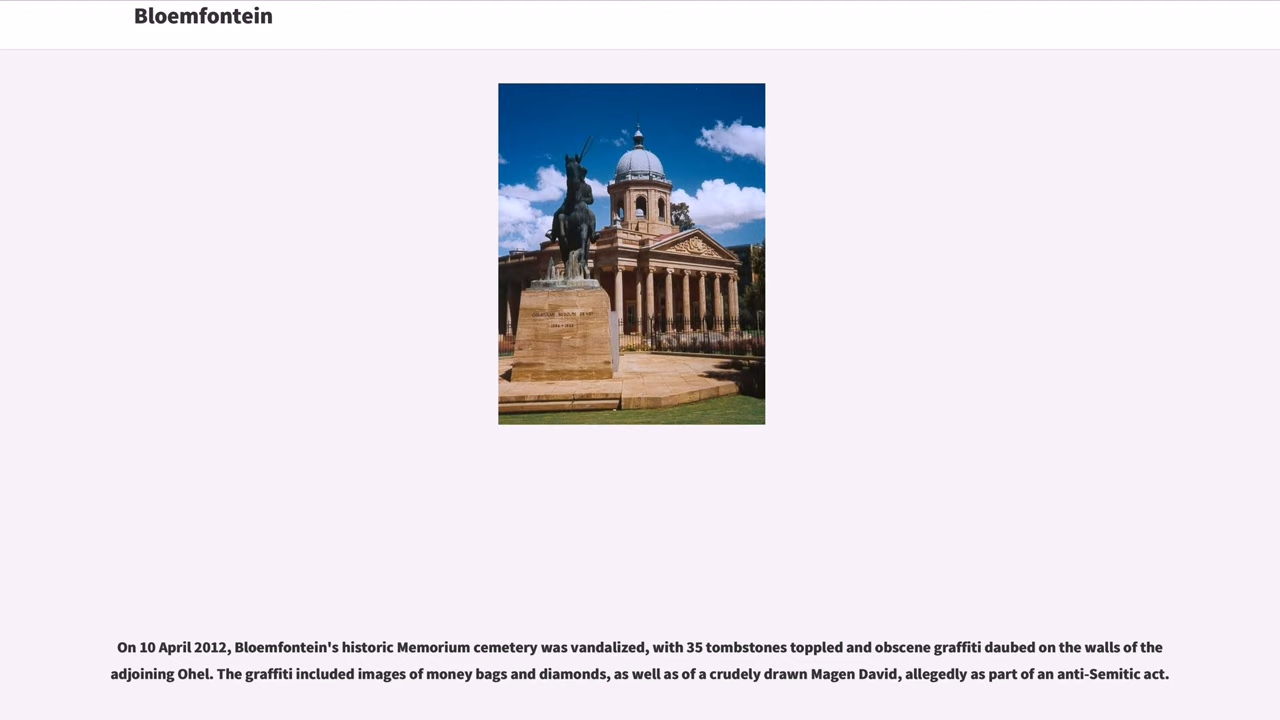 Bloemfontein
On 10 April 2012, Bloemfontein's historic Memorium cemetery was vandalized, with 35 tombstones toppled and obscene graffiti daubed on the walls of the
adjoining Ohel. The graffiti included images of money bags and diamonds, as well as of a crudely drawn Magen David, allegedly as part of an anti-Semitic act.